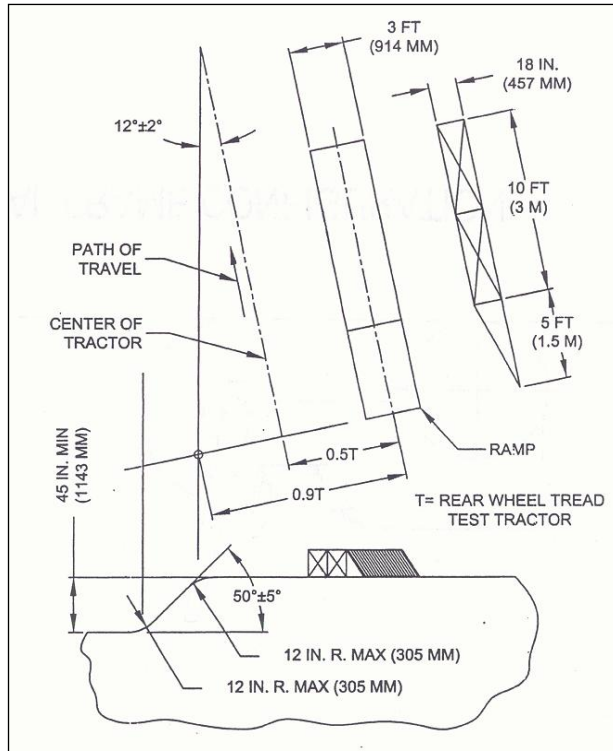 3 FT
(914 MM)
18 IN.
(457 MM)
12°±2°
10 FT
(3 M)
PATH OF
TRAVEL
CENTER OF
TRACTOR
5 FT
(1.5 M)
45 IN. MIN
(1143 MM)
0.5T
RAMP
0.9T
T= REAR WHEEL TREAD
TEST TRACTOR
50°±5°
12 IN. R. MAX (305 MM)
12 IN. R. MAX (305 MM)